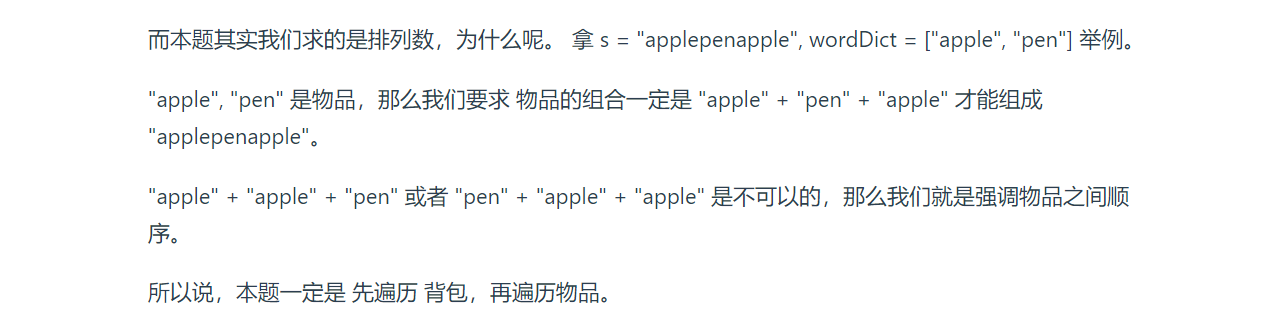 而本题其实我们求的是排列数，为什么呢。 拿 s = "applepenapple", wordDict = ["apple", "pen"] 举例。
"apple", "pen" 是物品，那么我们要求 物品的组合一定是 "apple" + "pen" + "apple" 才能组成
"applepenapple"。
"apple" + "apple" + "pen" 或者 "pen" + "apple" + "apple" 是不可以的，那么我们就是强调物品之间顺
序。
所以说，本题一定是 先遍历 背包，再遍历物品。